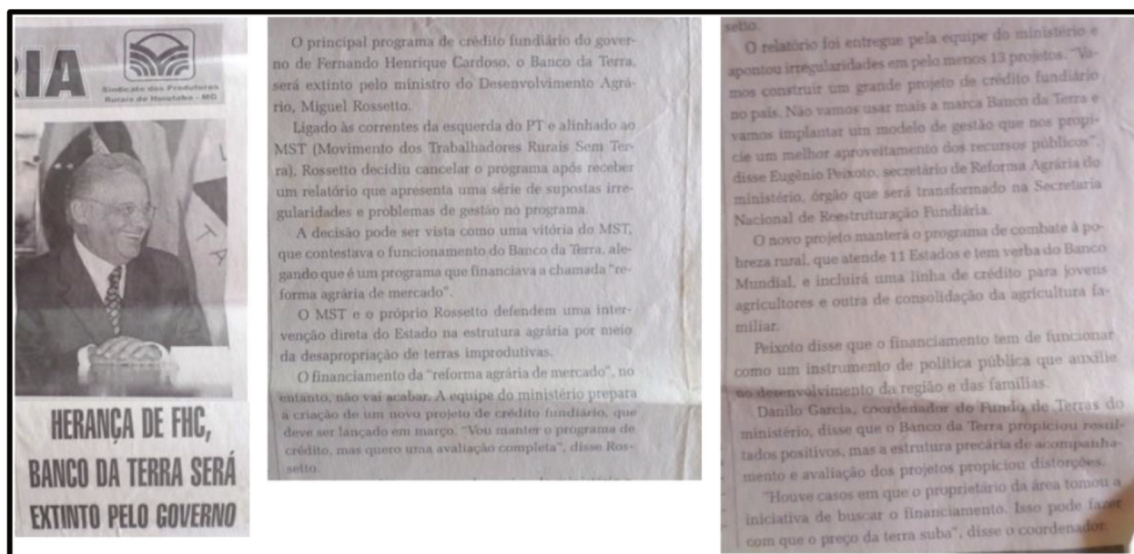 RIA
Sindicato dos Produtores
Rurais de Ituiutaba - MG
HERANÇA DE FHC,
BANCO DA TERRA SERÁ
EXTINTO PELO GOVERNO
O principal programa de crédito fundiário do gover-
no de Fernando Henrique Cardoso, o Banco da Terra,
será extinto pelo ministro do Desenvolvimento Agrá-
rio, Miguel Rossetto.
Ligado às correntes da esquerda do PT e alinhado ao
MST (Movimento dos Trabalhadores Rurais Sem Ter-
ra), Rossetto decidiu cancelar o programa após receber
um relatório que apresenta uma série de supostas irre-
gularidades e problemas de gestão no programa.
A decisão pode ser vista como uma vitória do MST,
que contestava o funcionamento do Banco da Terra, ale-
gando que é um programa que financiava a chamada "re-
forma agrária de mercado".
O MST e o próprio Rossetto defendem uma inter-
venção direta do Estado na estrutura agrária por meio
da desapropriação de terras improdutivas.
O financiamento da "reforma agrária de mercado", no
entanto, não vai acabar. A equipe do ministério prepara
a criação de um novo projeto de crédito fundiário, que
deve ser lançado em março. "Vou manter o programa de
crédito, mas quero uma avaliação completa", disse Ros-
setto.
setto.
O relatório foi entregue pela equipe do ministério e
apontou irregularidades em pelo menos 13 projetos. "Va-
mos construir um grande projeto de crédito fundiário
no país. Não vamos usar mais a marca Banco da Terra e
vamos implantar um modelo de gestão que nos propi-
cie um melhor aproveitamento dos recursos públicos",
disse Eugênio Peixoto, secretário de Reforma Agrária do
ministério, órgão que será transformado na Secretaria
Nacional de Reestruturação Fundiária.
O novo projeto manterá o programa de combate à po-
breza rural, que atende 11 Estados e tem verba do Banco
Mundial, e incluirá uma linha de crédito para jovens
agricultores e outra de consolidação da agricultura fa-
miliar.
Peixoto disse que o financiamento tem de funcionar
como um instrumento de política pública que auxilie
no desenvolvimento da região e das famílias.
Danilo Garcia, coordenador do Fundo de Terras do
ministério, disse que o Banco da Terra propiciou resul-
tados positivos, mas a estrutura precária de acompanha-
mento e avaliação dos projetos propiciou distorções.
"Houve casos em que o proprietário da área tomou a
iniciativa de buscar o financiamento. Isso pode fazer
com que o preço da terra suba", disse o coordenador.